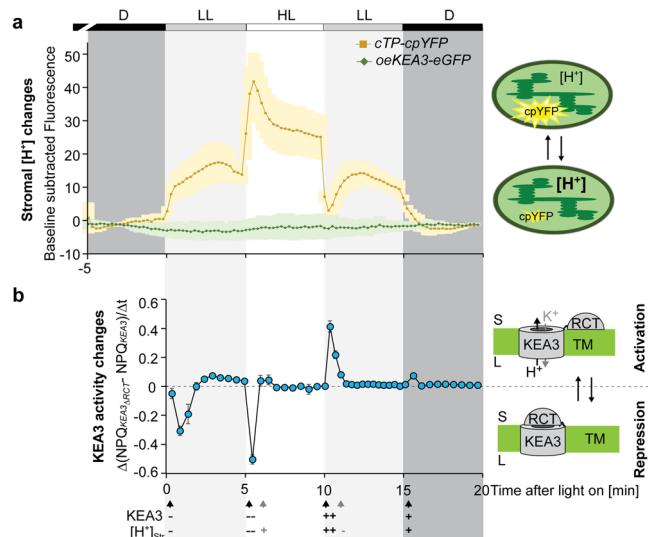 D LL HL LL D
a
cTP-cpYFP
oeKEA3-eGFP
Stromal [H⁺] changes
Baseline subtracted Fluorescence
50
40
30
20
10
0
-10
-5
[H⁺]
cpYFP
[H⁺]
cpYFP
b
KEA3 activity changes
Δ(NPQKEA3ΔRCT- NPQKEA3)/Δt
0.6
0.4
0.2
0
-0.2
-0.4
-0.6
0 5 10 15 20 Time after light on [min]
S K⁺ RCT
KEA3 TM
L H⁺
Activation
S RCT
KEA3 TM
L
Repression
KEA3 - -- ++ +
[H⁺]Str - -- + ++ - +